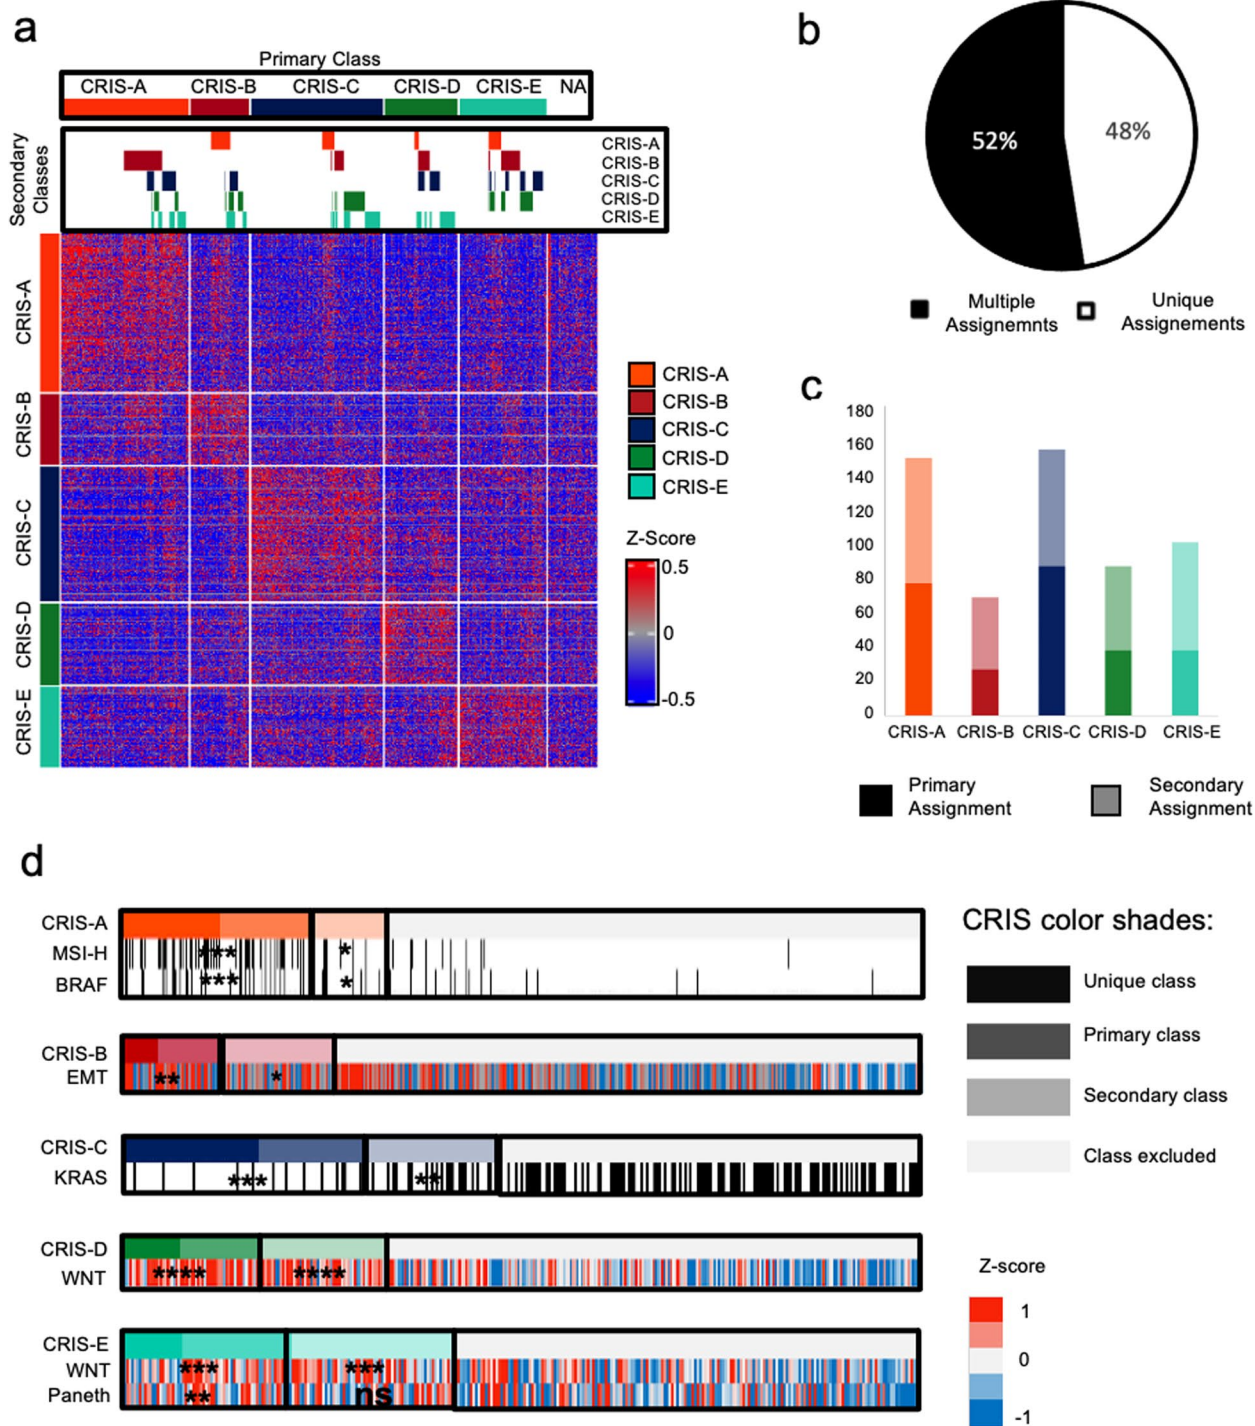 a
Primary Class
CRIS-A CRIS-B CRIS-C CRIS-D CRIS-E NA
Secondary
Classes
CRIS-A
CRIS-B
CRIS-C
CRIS-D
CRIS-E
CRIS-A
CRIS-B
CRIS-C
CRIS-D
CRIS-E
CRIS-A
CRIS-B
CRIS-C
CRIS-D
CRIS-E
Z-Score
0.5
0
-0.5
b
52%
48%
Multiple
Assignemnts
Unique
Assignements
c
180
160
140
120
100
80
60
40
20
0
CRIS-A CRIS-B CRIS-C CRIS-D CRIS-E
Primary
Assignment
Secondary
Assignment
d
CRIS-A
MSI-H *** *
BRAF *** *
CRIS-B
EMT ** *
CRIS-C
KRAS *** **
CRIS-D
WNT **** ****
CRIS-E
WNT *** ***
Paneth ** ns
CRIS color shades:
Unique class
Primary class
Secondary class
Class excluded
Z-score
1
0
-1